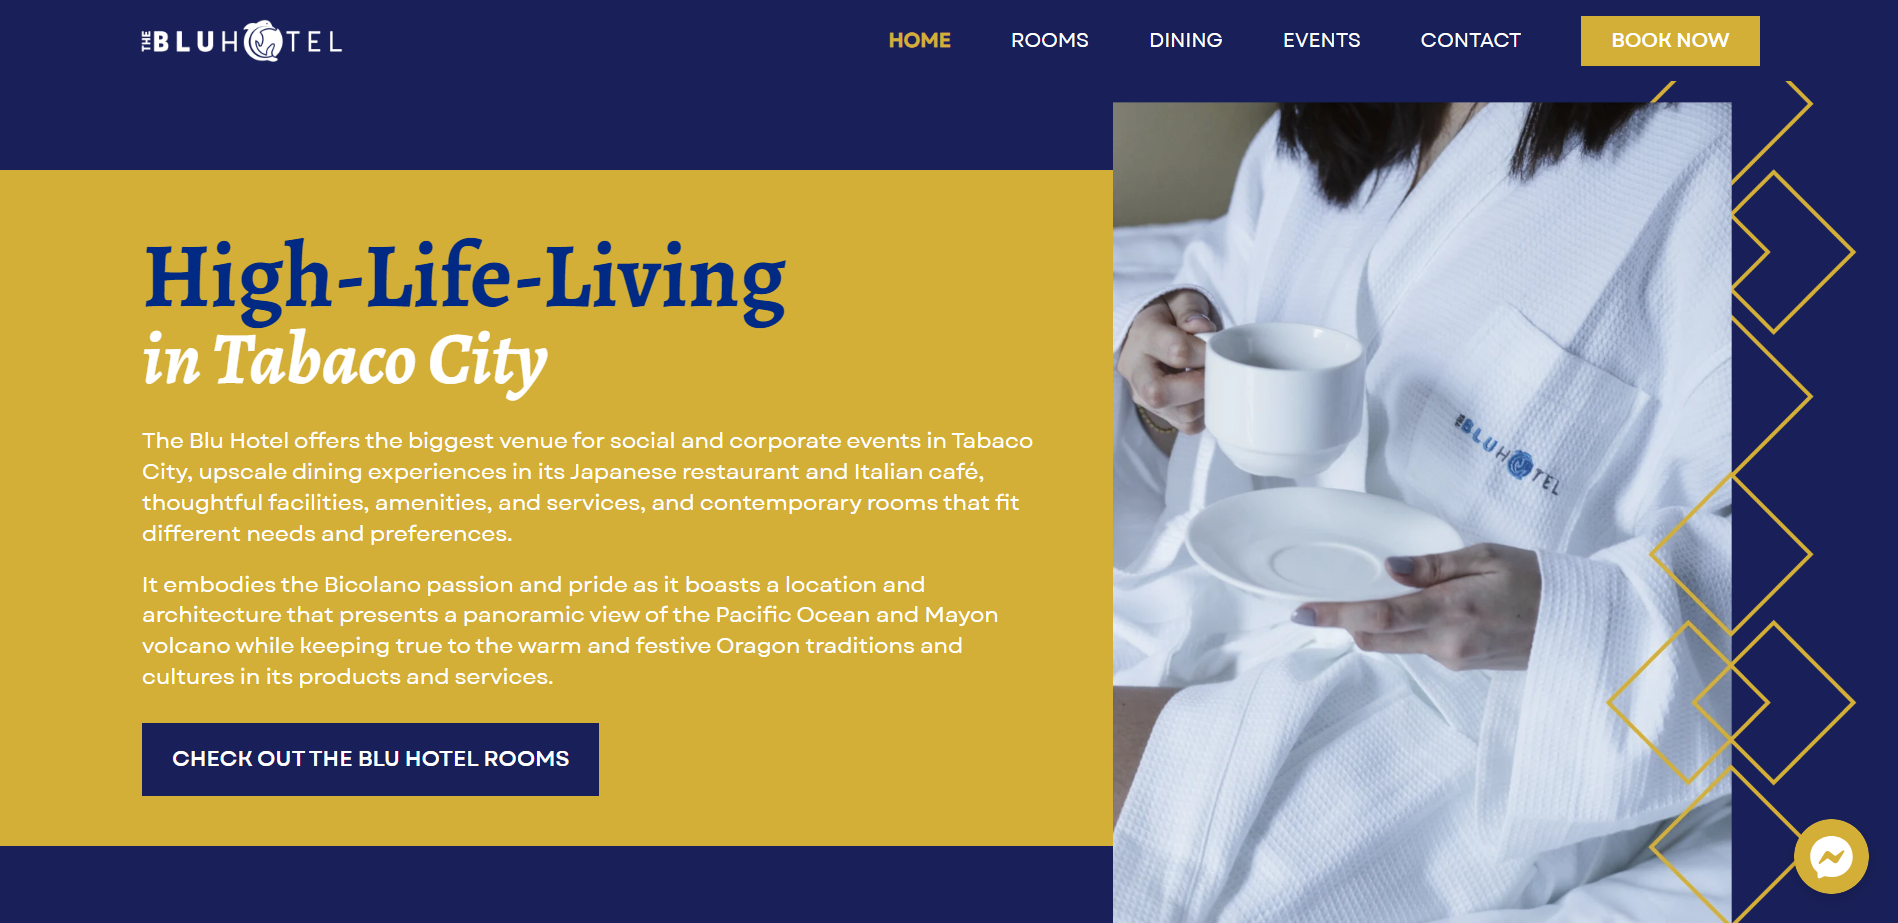 THE BLU HOTEL
HOME
ROOMS
DINING
EVENTS
CONTACT
BOOK NOW
High-Life-Living
in Tabaco City
The Blu Hotel offers the biggest venue for social and corporate events in Tabaco
City, upscale dining experiences in its Japanese restaurant and Italian café,
thoughtful facilities, amenities, and services, and contemporary rooms that fit
different needs and preferences.
It embodies the Bicolano passion and pride as it boasts a location and
architecture that presents a panoramic view of the Pacific Ocean and Mayon
volcano while keeping true to the warm and festive Oragon traditions and
cultures in its products and services.
CHECK OUT THE BLU HOTEL ROOMS
THE BLU HOTEL